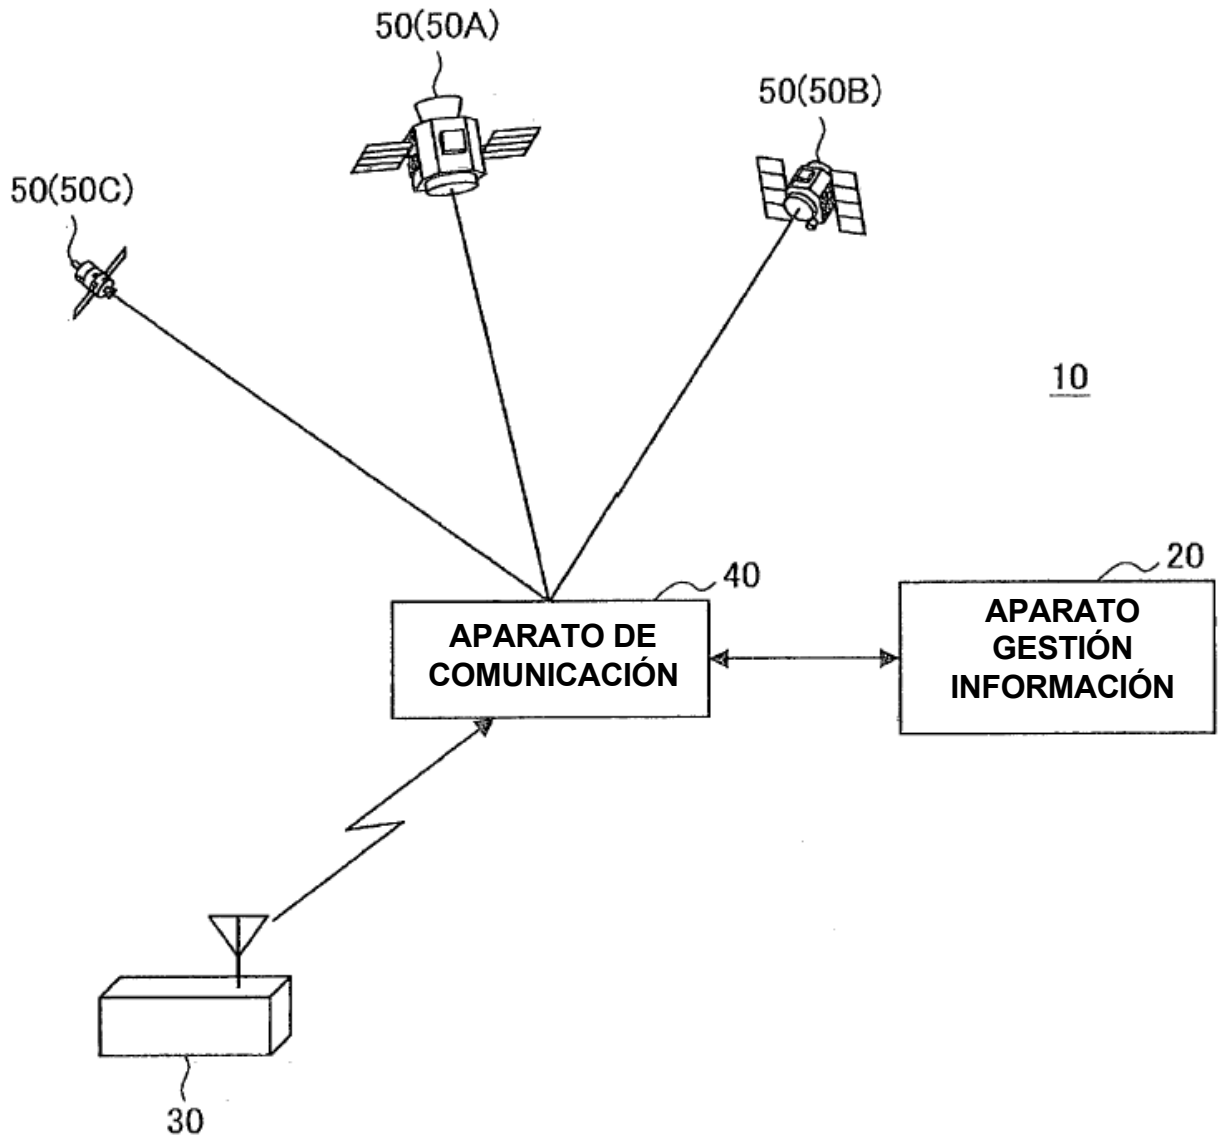 50(50A)
50(50B)
50(50C)
10
40
20
APARATO DE
COMUNICACIÓN
APARATO
GESTIÓN
INFORMACIÓN
30